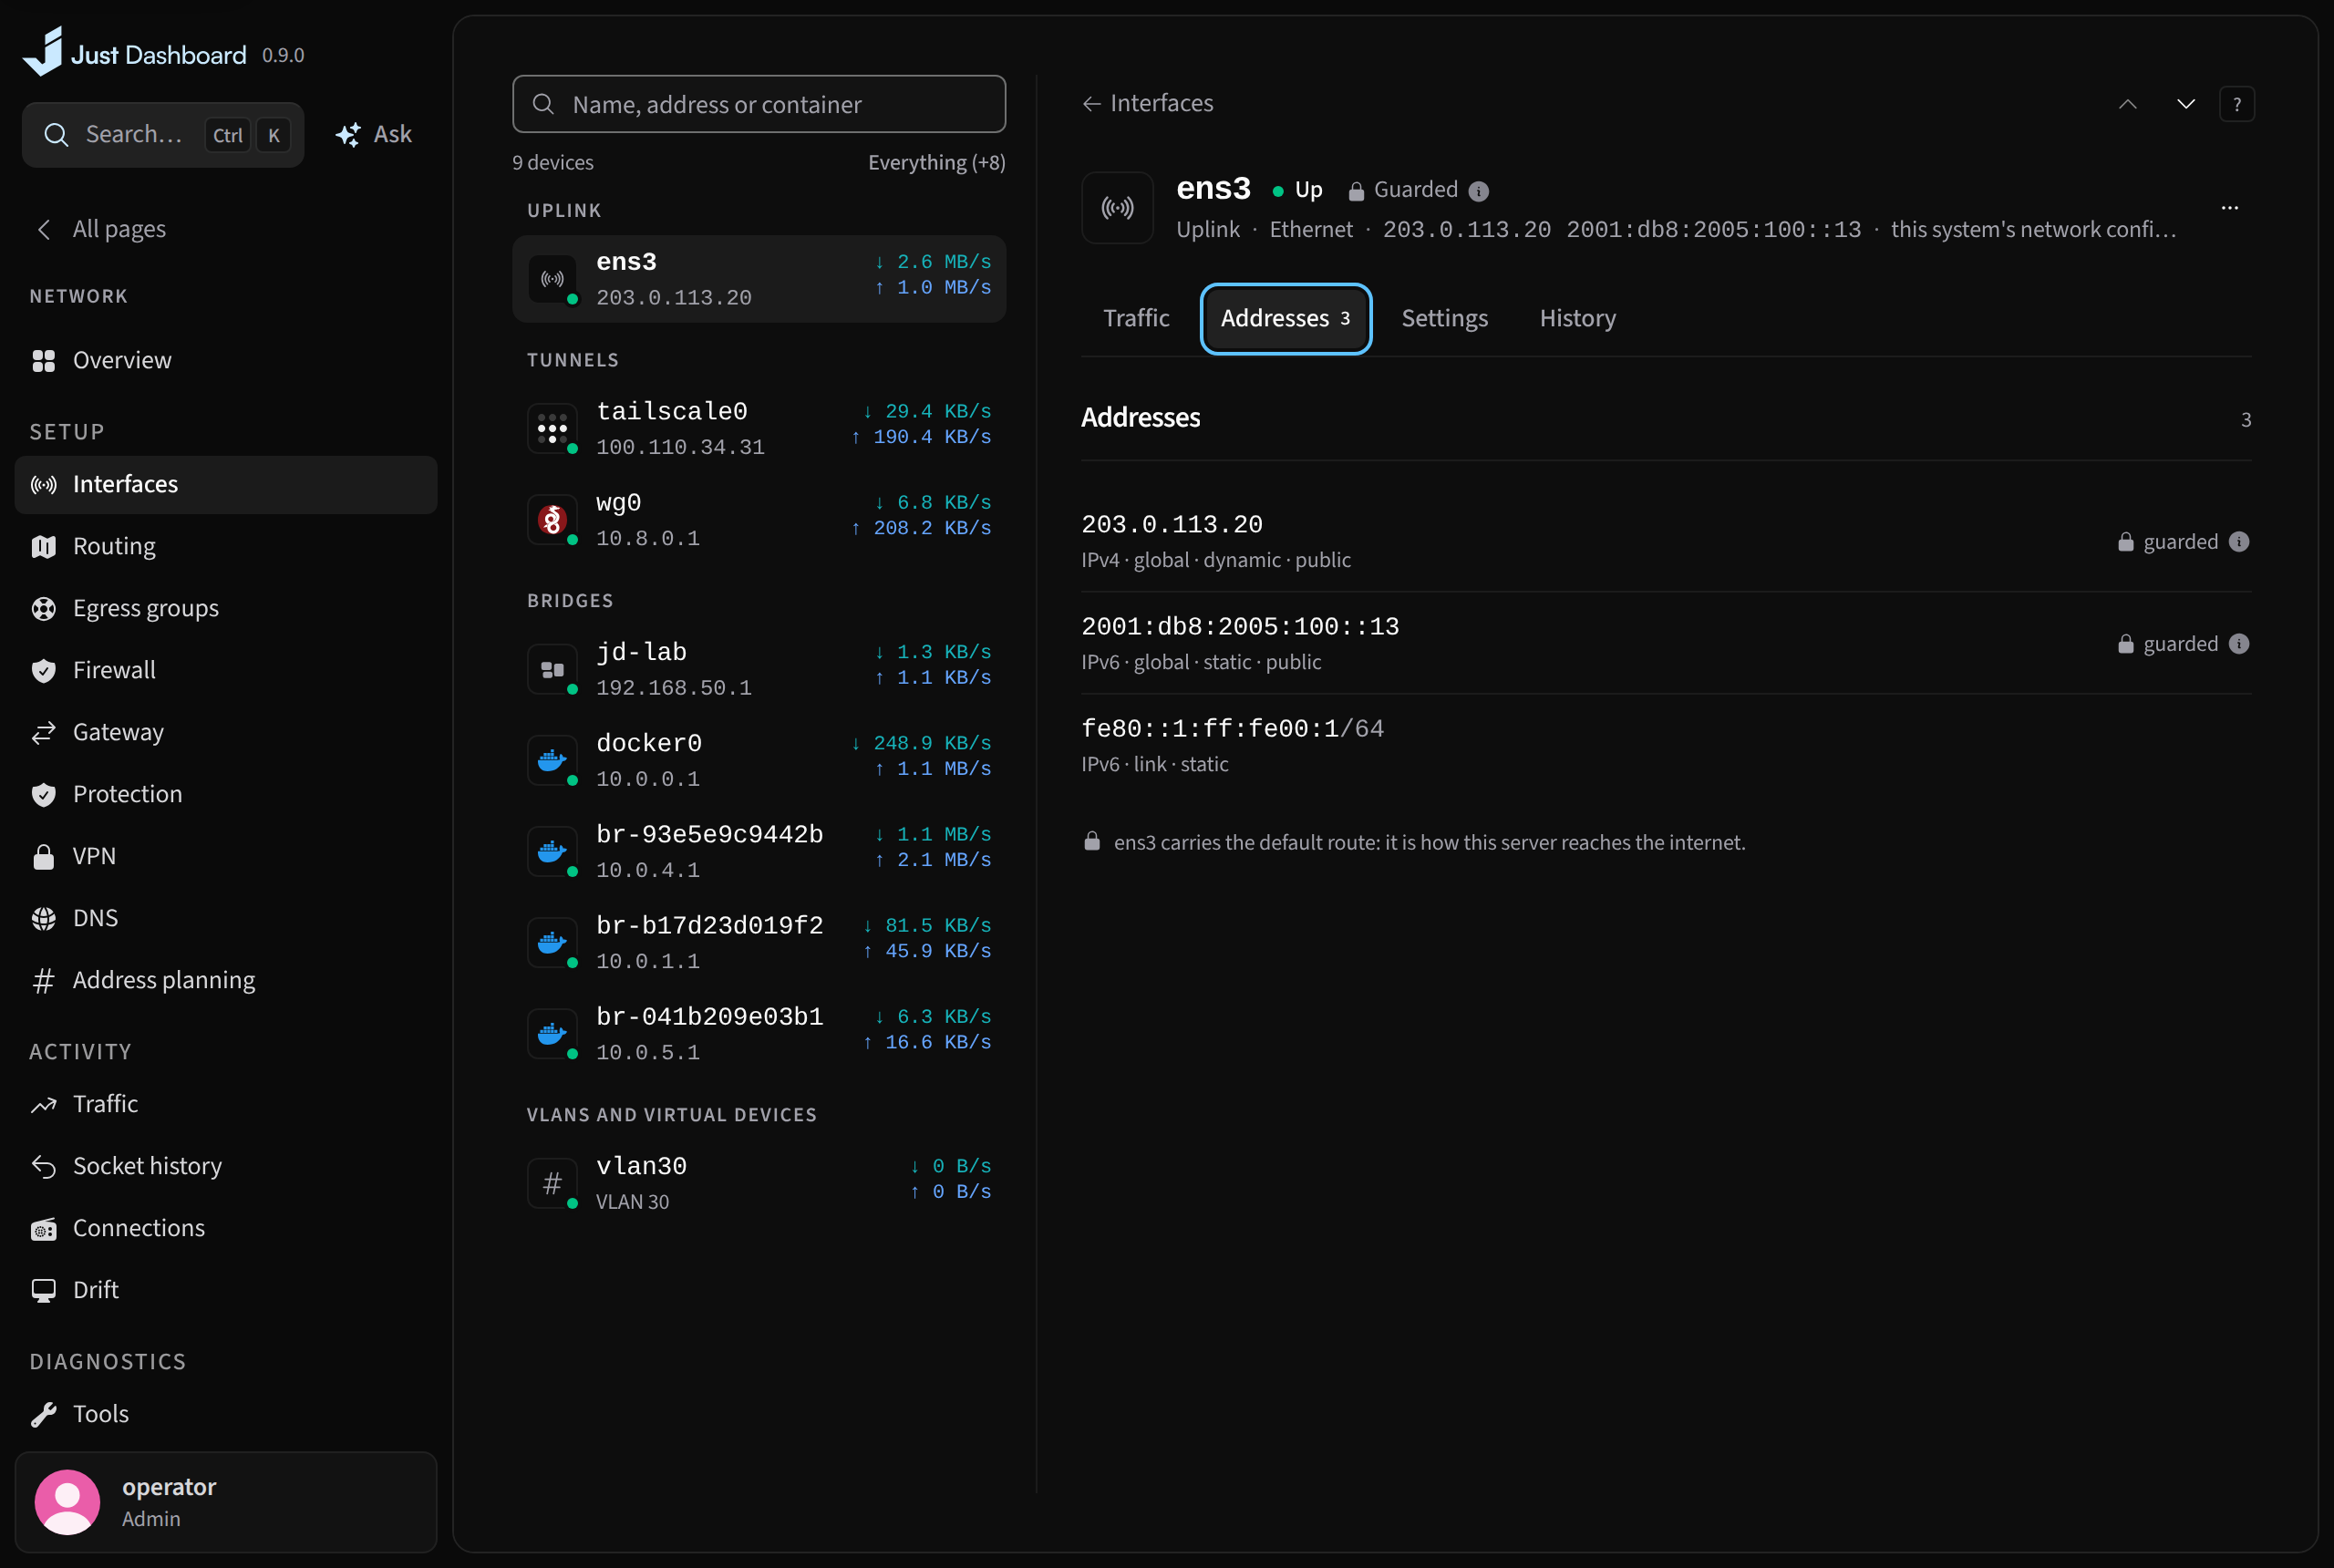 Just Dashboard 0.9.0
Search... Ctrl K
Ask
All pages
NETWORK
Overview
SETUP
Interfaces
Routing
Egress groups
Firewall
Gateway
Protection
VPN
DNS
Address planning
ACTIVITY
Traffic
Socket history
Connections
Drift
DIAGNOSTICS
Tools
operator
Admin
Name, address or container
9 devices Everything (+8)
UPLINK
ens3 ↓ 2.6 MB/s
203.0.113.20 ↑ 1.0 MB/s
TUNNELS
tailscale0 ↓ 29.4 KB/s
100.110.34.31 ↑ 190.4 KB/s
wg0 ↓ 6.8 KB/s
10.8.0.1 ↑ 208.2 KB/s
BRIDGES
jd-lab ↓ 1.3 KB/s
192.168.50.1 ↑ 1.1 KB/s
docker0 ↓ 248.9 KB/s
10.0.0.1 ↑ 1.1 MB/s
br-93e5e9c9442b ↓ 1.1 MB/s
10.0.4.1 ↑ 2.1 MB/s
br-b17d23d019f2 ↓ 81.5 KB/s
10.0.1.1 ↑ 45.9 KB/s
br-041b209e03b1 ↓ 6.3 KB/s
10.0.5.1 ↑ 16.6 KB/s
VLANS AND VIRTUAL DEVICES
# vlan30 ↓ 0 B/s
VLAN 30 ↑ 0 B/s
← Interfaces ?
ens3 Up Guarded
Uplink · Ethernet · 203.0.113.20 2001:db8:2005:100::13 · this system's network confi...
Traffic Addresses 3 Settings History
Addresses 3
203.0.113.20
IPv4 · global · dynamic · public
guarded
2001:db8:2005:100::13
IPv6 · global · static · public
guarded
fe80::1:ff:fe00:1/64
IPv6 · link · static
ens3 carries the default route: it is how this server reaches the internet.